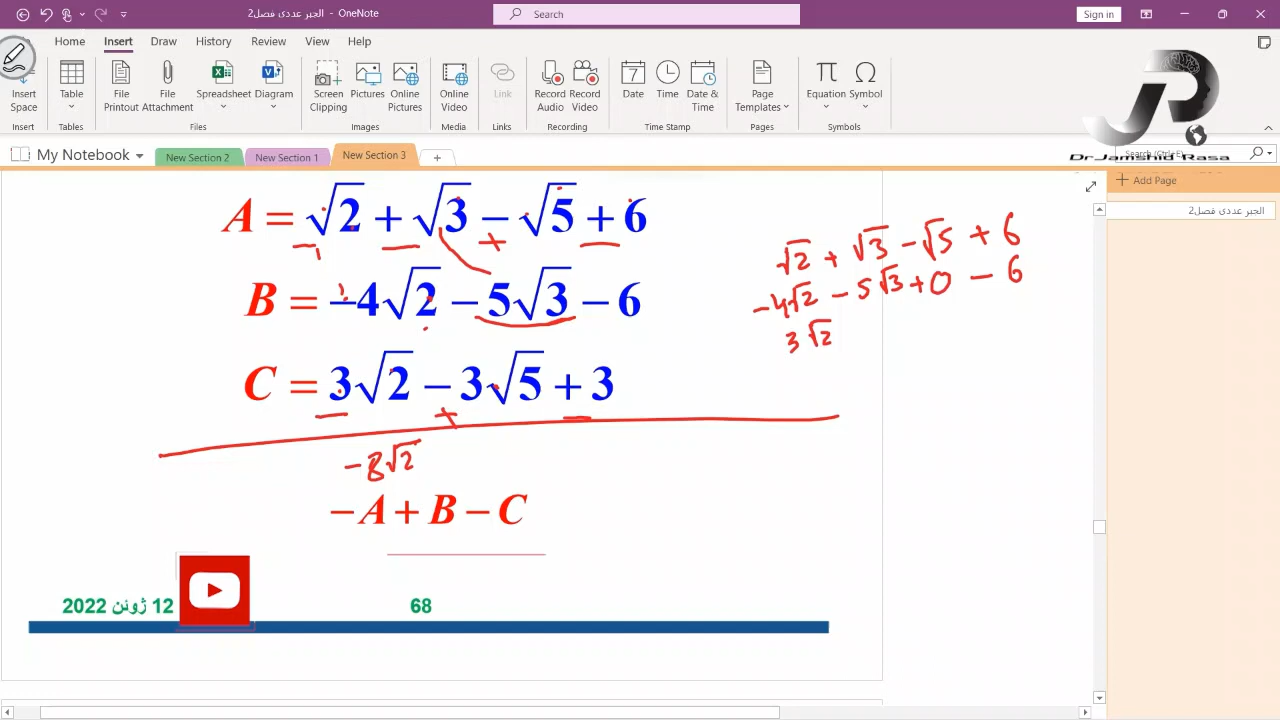 الجبر عددی فصل2 - OneNote
Search
Sign in
Home Insert Draw History Review View Help
Insert Space
Table
File Printout
File Attachment
Spreadsheet
Diagram
Screen Clipping
Pictures
Online Pictures
Online Video
Link
Record Audio
Record Video
Date
Time
Date & Time
Page Templates
Equation
Symbol
Insert Tables Files Images Media Links Recording Time Stamp Pages Symbols
My Notebook New Section 2 New Section 1 New Section 3
Search (Ctrl+E)
Dr.Jamshid Rasa
Add Page
الجبر عددی فصل2
A = √2 + √3 − √5 + 6
√2 + √3 − √5 + 6
B = −4√2 − 5√3 − 6
−4√2 − 5√3 + 0 − 6
3√2
C = 3√2 − 3√5 + 3
−8√2
−A + B − C
12 ژوئن 2022
68